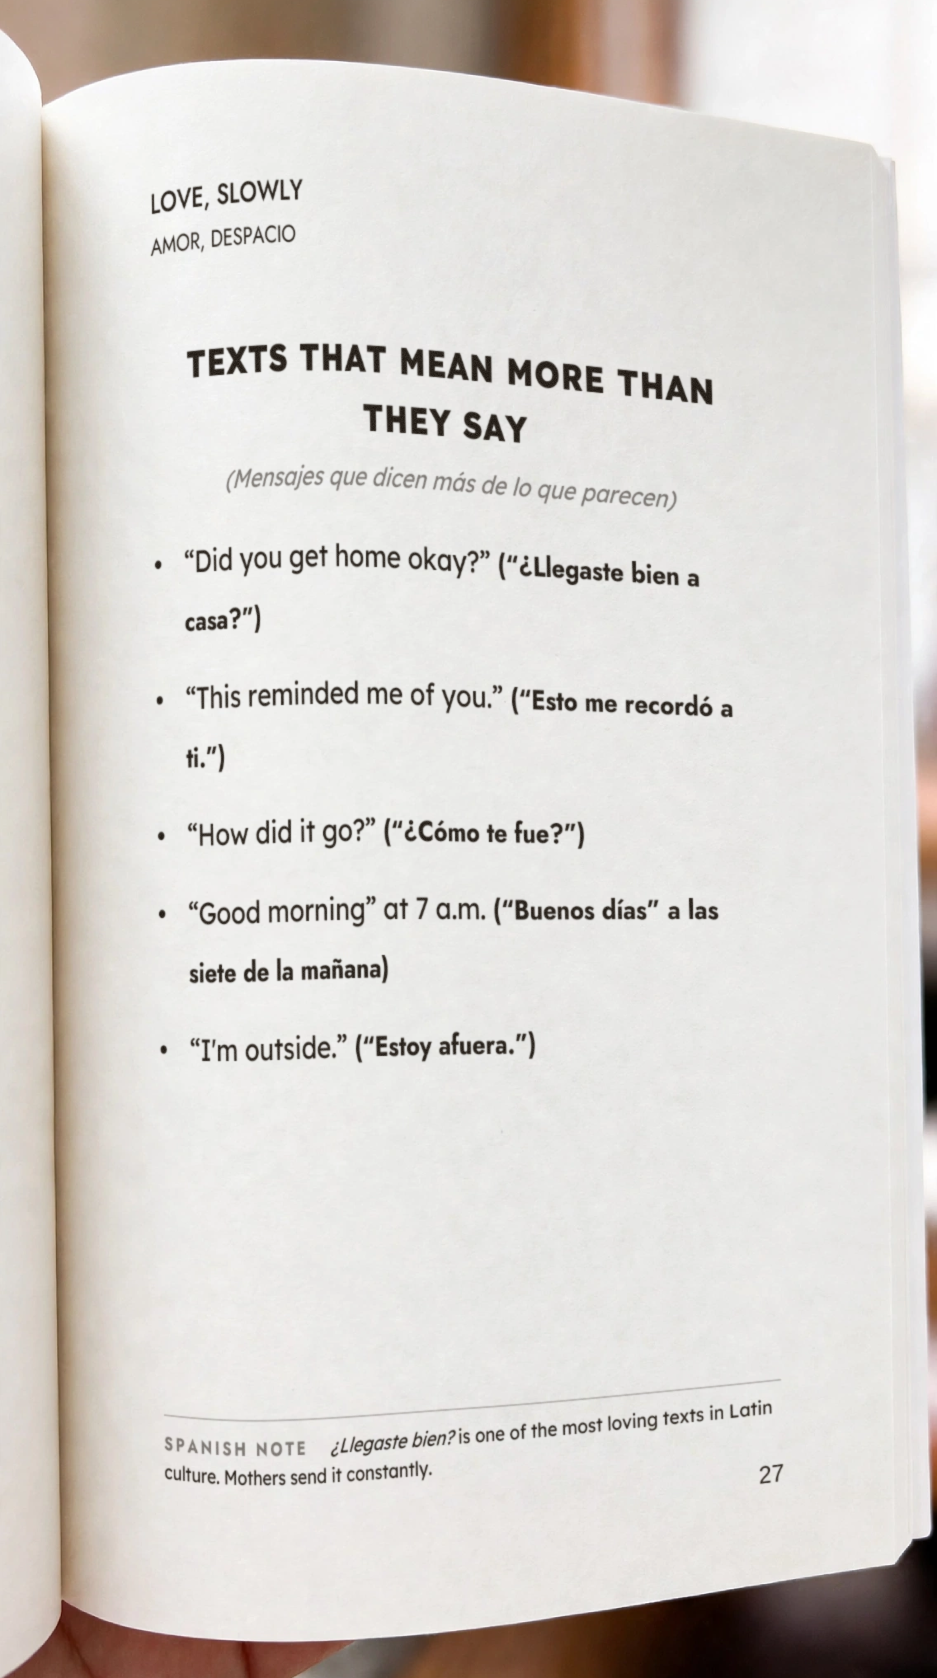 LOVE, SLOWLY
AMOR, DESPACIO
TEXTS THAT MEAN MORE THAN
THEY SAY
(Mensajes que dicen más de lo que parecen)
• “Did you get home okay?” (“¿Llegaste bien a
casa?”)
• “This reminded me of you.” (“Esto me recordó a
ti.”)
• “How did it go?” (“¿Cómo te fue?”)
• “Good morning” at 7 a.m. (“Buenos días” a las
siete de la mañana)
• “I’m outside.” (“Estoy afuera.”)
SPANISH NOTE ¿Llegaste bien? is one of the most loving texts in Latin
culture. Mothers send it constantly.
27